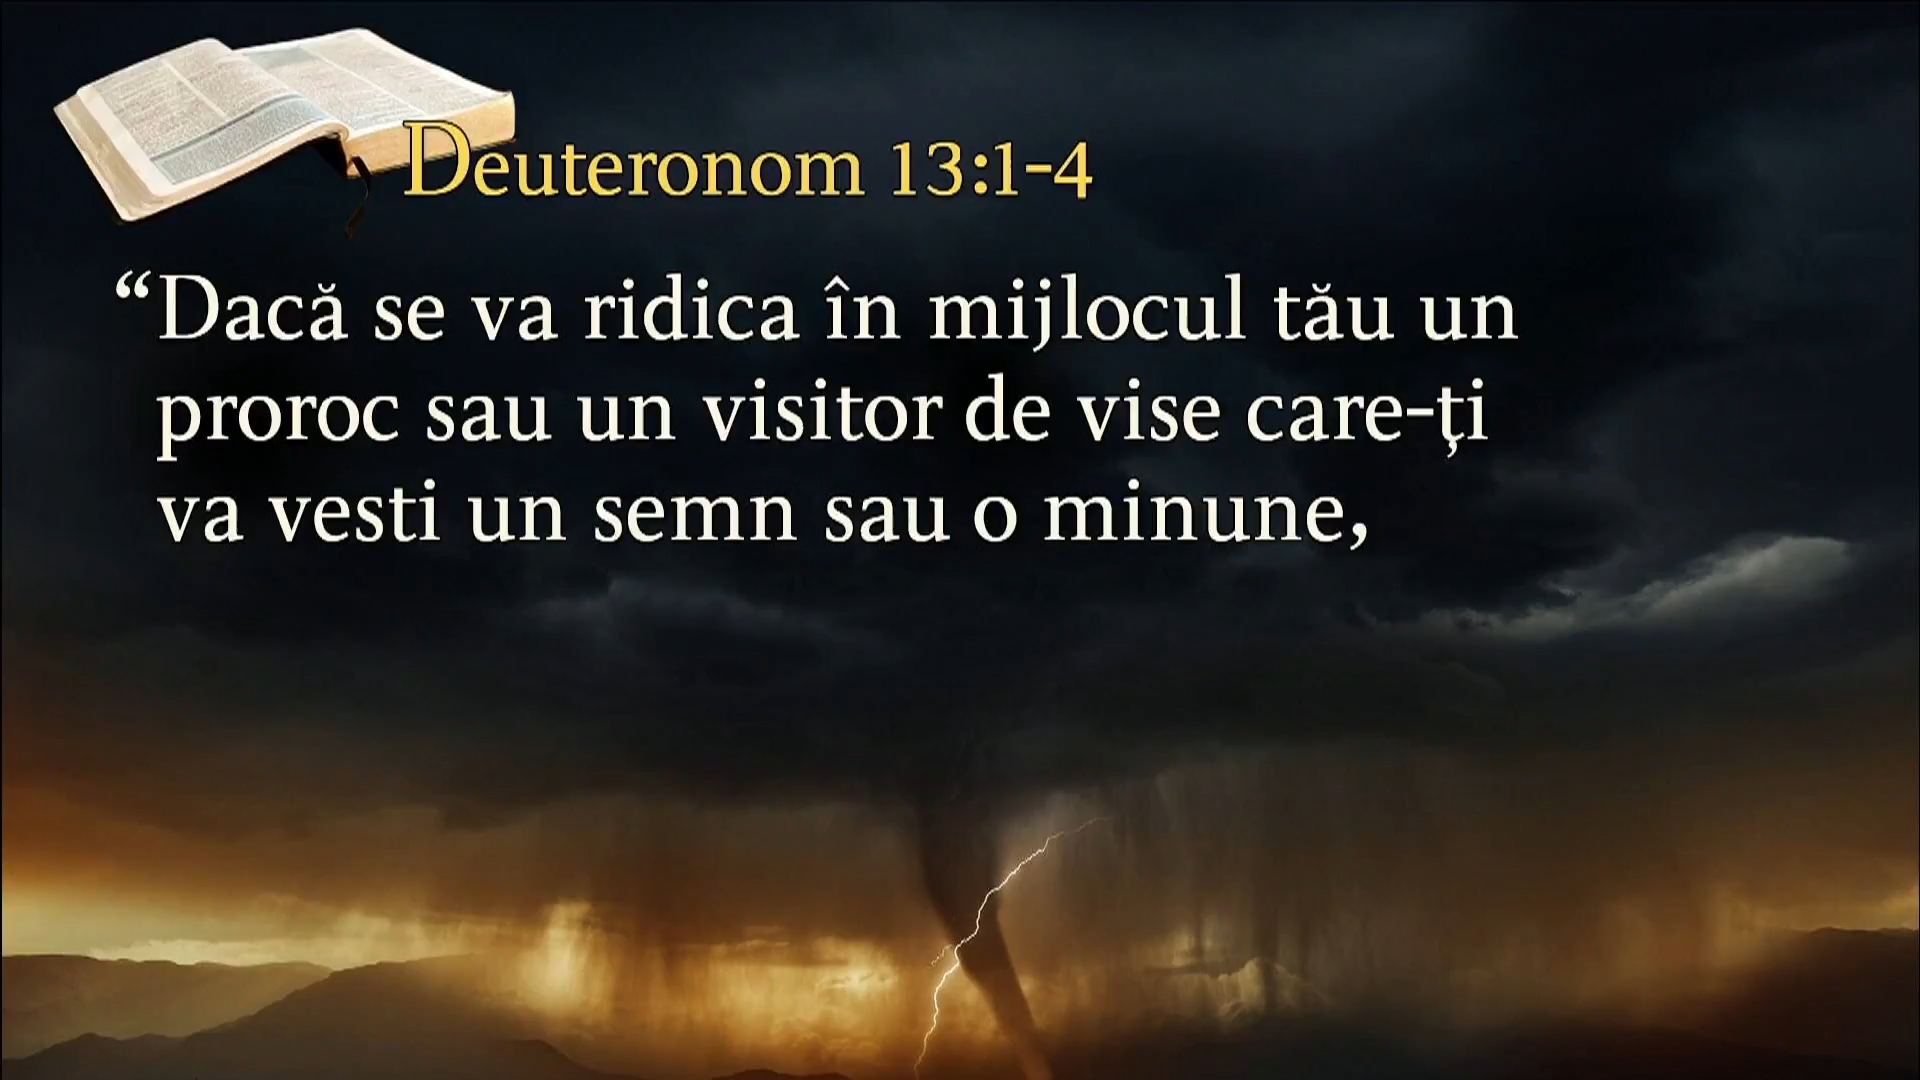 Deuteronom 13:1-4
“Dacă se va ridica în mijlocul tău un
proroc sau un visitor de vise care-ți
va vesti un semn sau o minune,